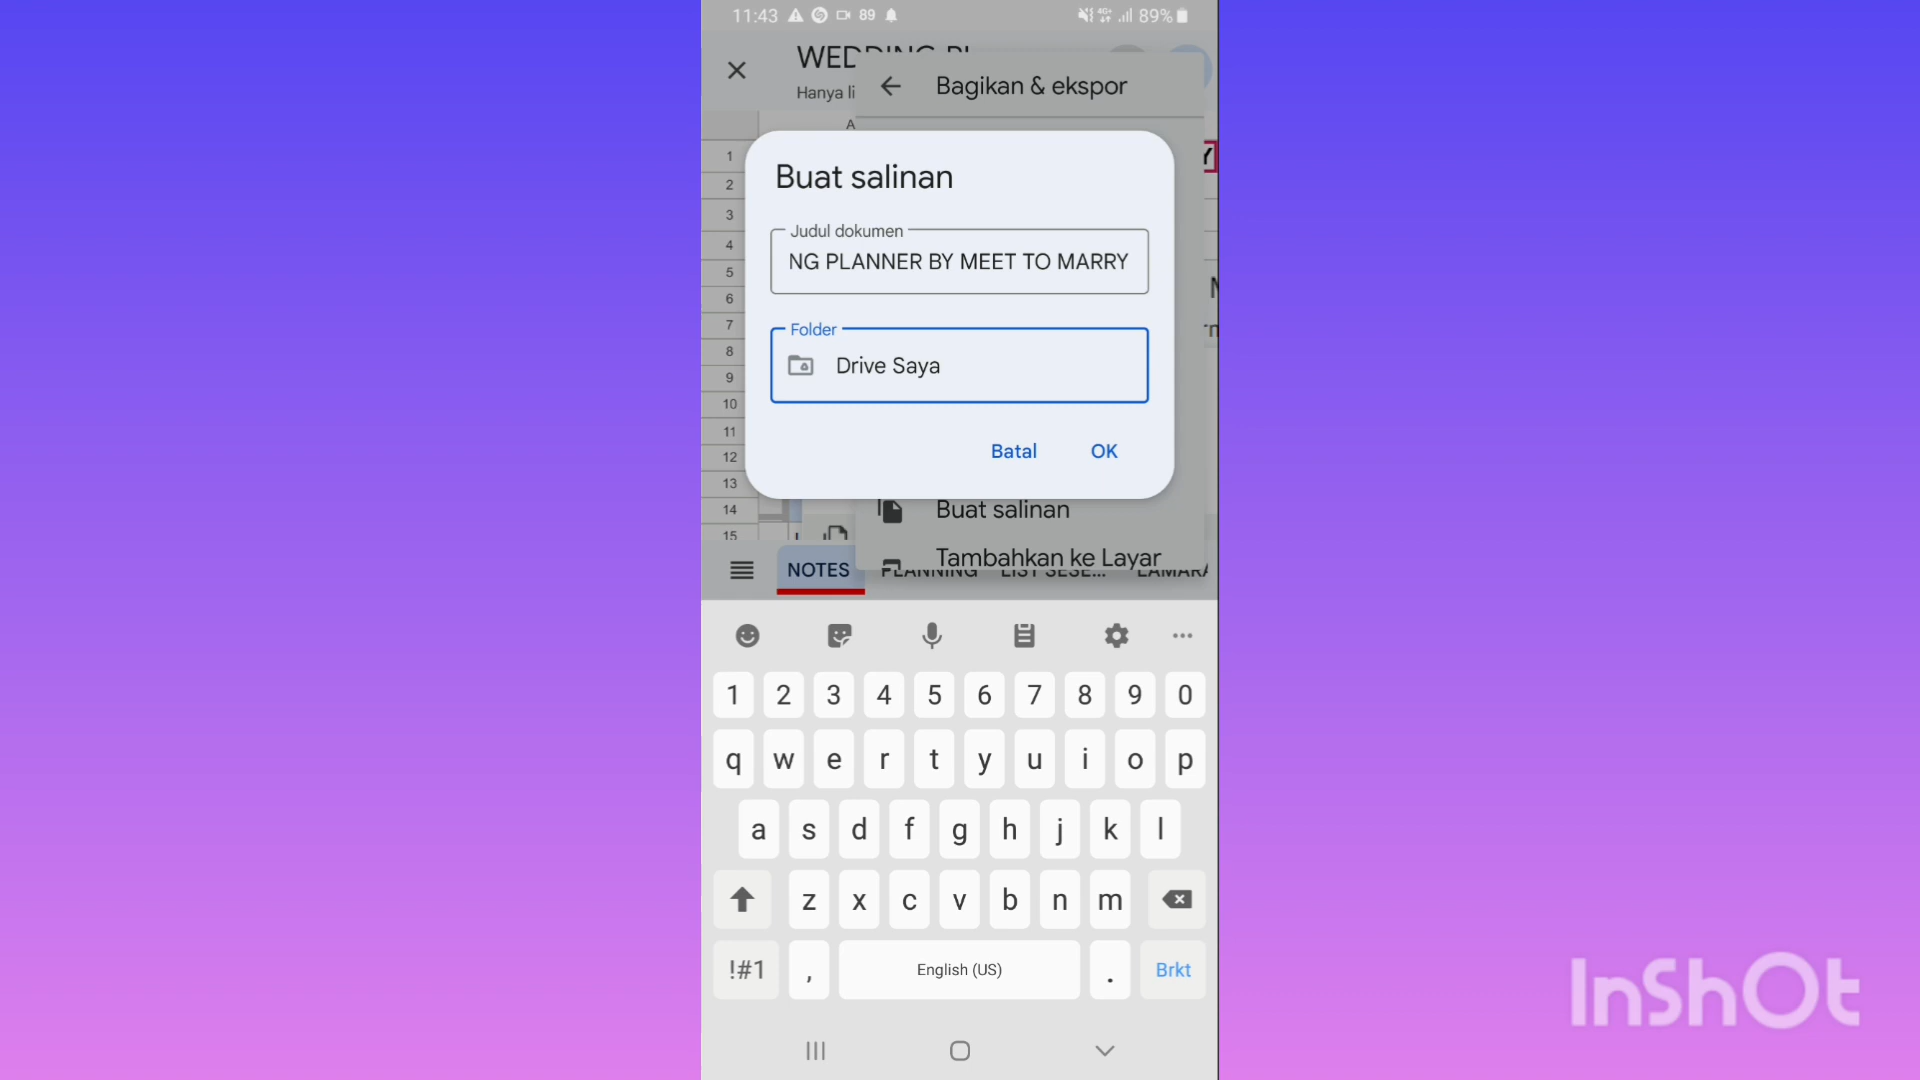 11:43 89 4G+ 89%
Bagikan & ekspor
Hanya li
A
Buat salinan
Judul dokumen
NG PLANNER BY MEET TO MARRY
Folder
Drive Saya
Batal OK
1
2
3
4
5
6
7
8
9
10
11
12
13
14
15
Buat salinan
Tambahkan ke Layar
NOTES
1 2 3 4 5 6 7 8 9 0
q w e r t y u i o p
a s d f g h j k l
z x c v b n m
!#1 , English (US) . Brkt
InShOt